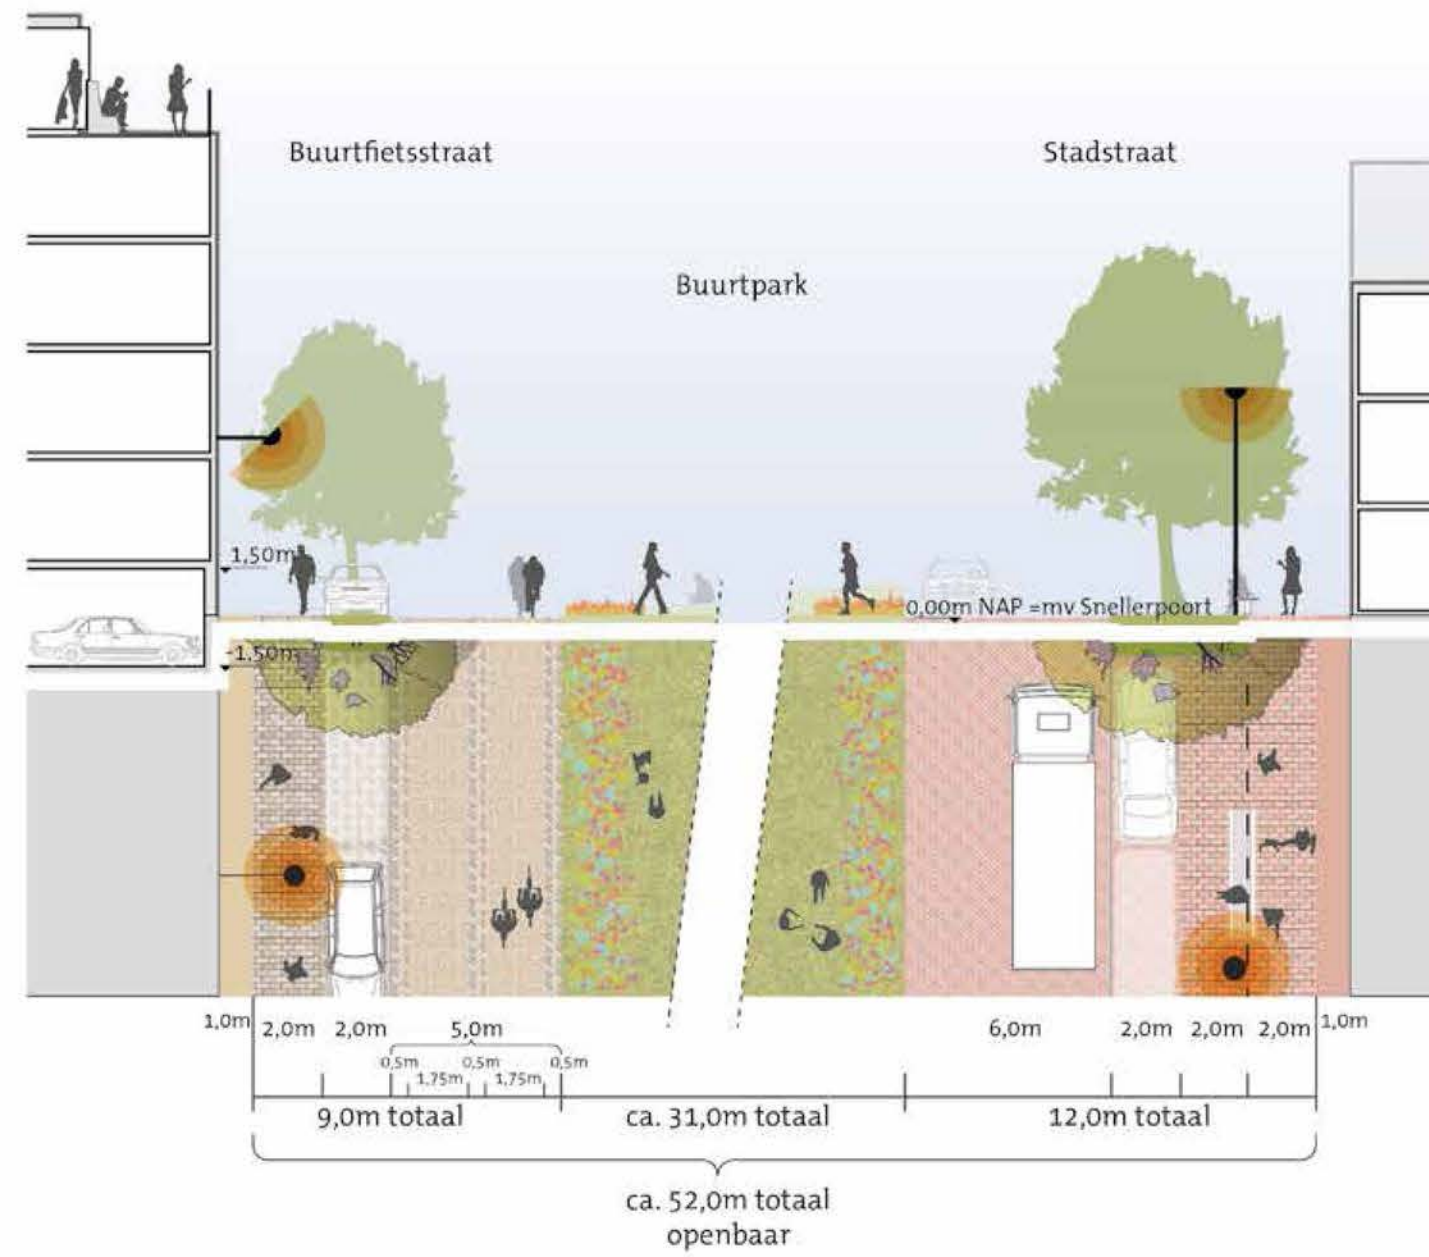 Buurtfietsstraat
Stadstraat
Buurtpark
1,50m
0,00m NAP =mv Snellerpoort
-1,50m
1,0m
2,0m
2,0m
5,0m
6,0m
2,0m
2,0m
2,0m
1,0m
0,5m
0,5m
0,5m
1,75m
1,75m
9,0m totaal
ca. 31,0m totaal
12,0m totaal
ca. 52,0m totaal
openbaar